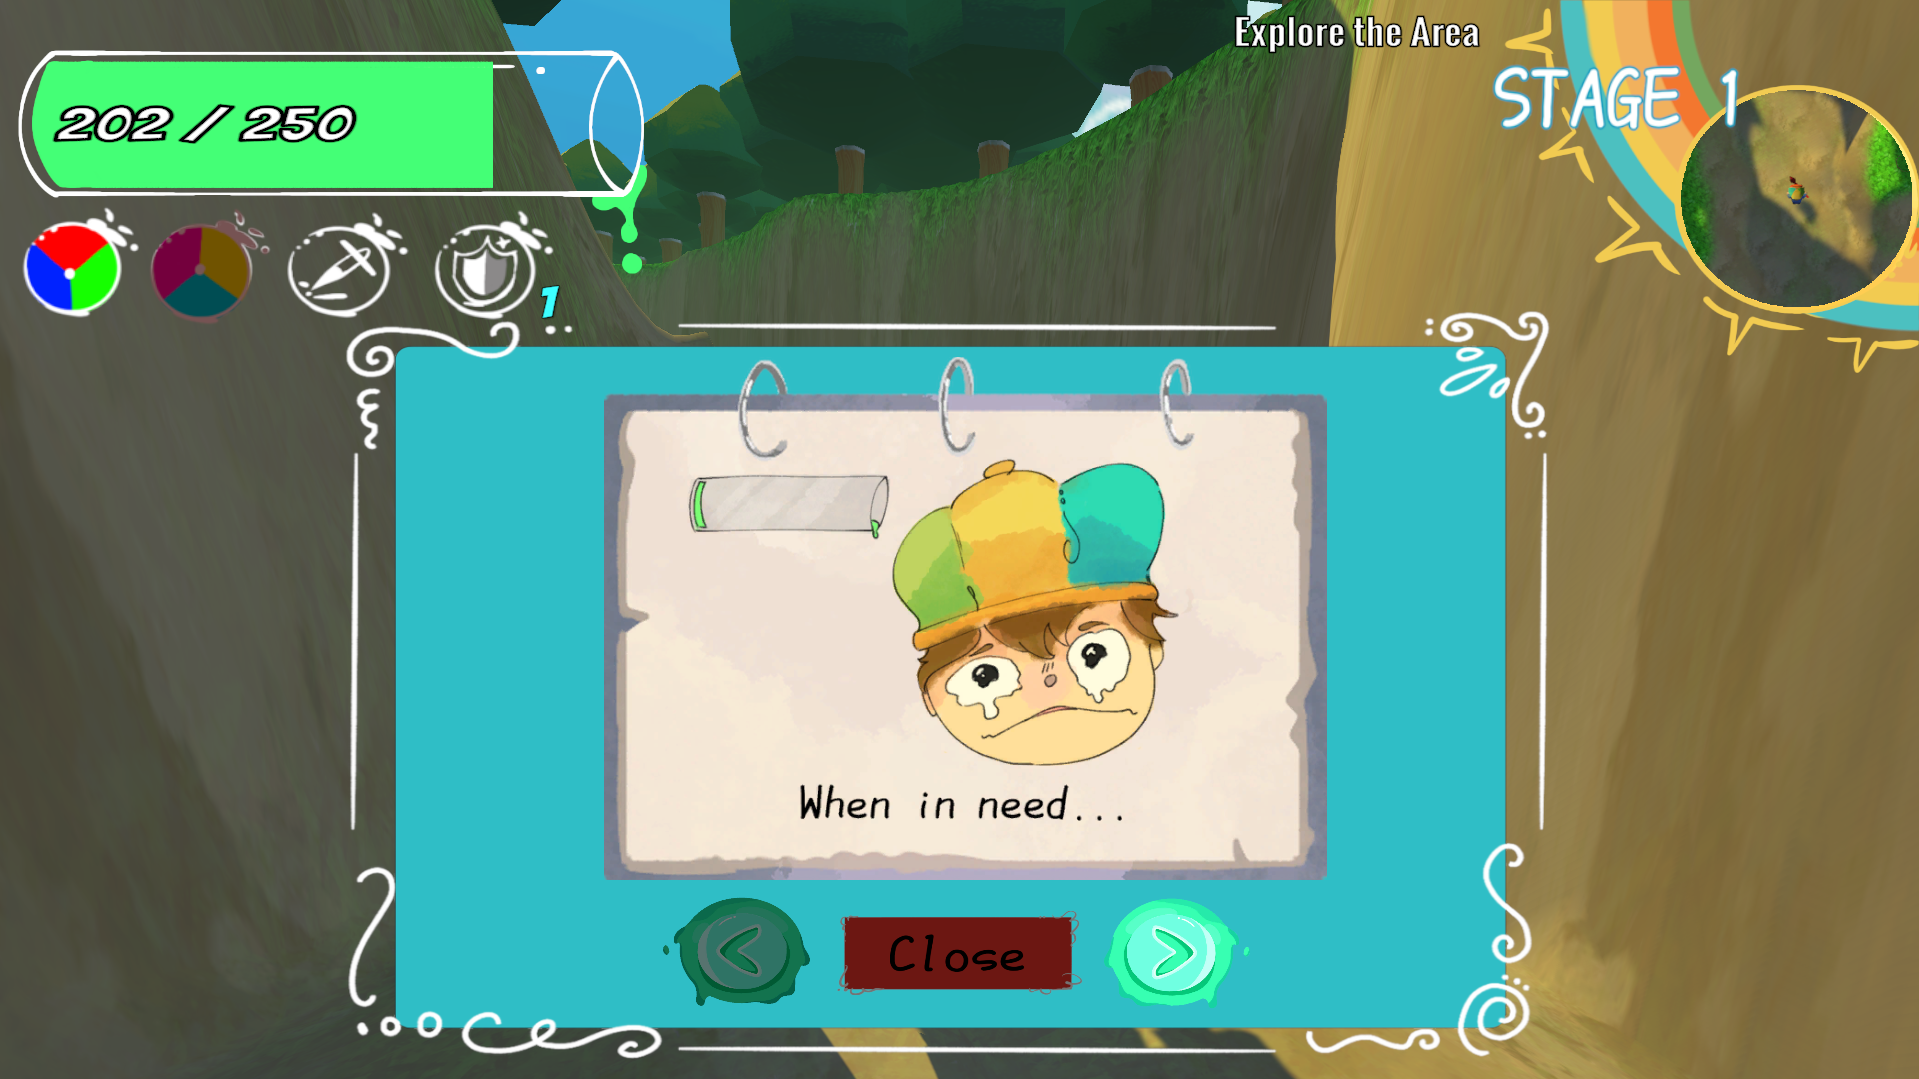 Explore the Area
STAGE 1
202 / 250
1
When in need...
Close